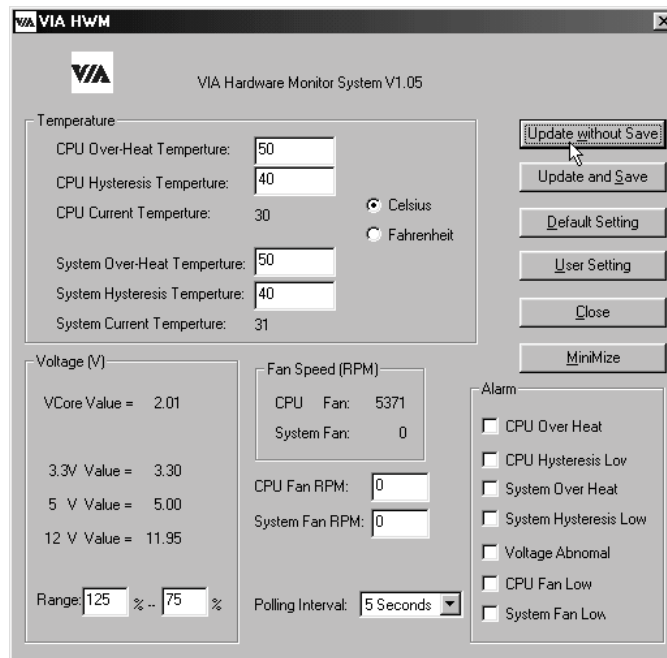 VIA HWM
VIA
VIA Hardware Monitor System V1.05
Temperature
CPU Over-Heat Temperture: 50
CPU Hysteresis Temperture: 40
CPU Current Temperture: 30
Celsius
Fahrenheit
System Over-Heat Temperture: 50
System Hysteresis Temperture: 40
System Current Temperture: 31
Update without Save
Update and Save
Default Setting
User Setting
Close
MiniMize
Voltage (V)
VCore Value = 2.01
3.3V Value = 3.30
5 V Value = 5.00
12 V Value = 11.95
Range: 125 % .. 75 %
Fan Speed (RPM)
CPU Fan: 5371
System Fan: 0
CPU Fan RPM: 0
System Fan RPM: 0
Polling Interval: 5 Seconds
Alarm
CPU Over Heat
CPU Hysteresis Lov
System Over Heat
System Hysteresis Low
Voltage Abnomal
CPU Fan Low
System Fan Low